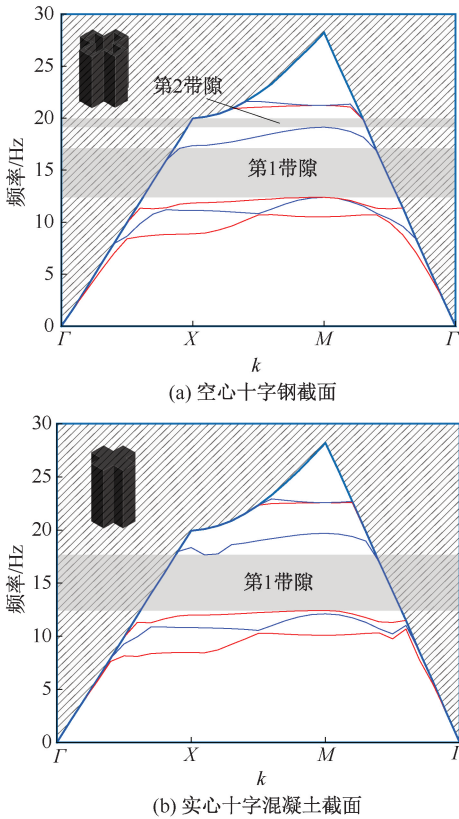 30
25
20
15
10
5
0
频率/Hz
第2带隙
第1带隙
Γ X M Γ
k
(a) 空心十字钢截面
30
25
20
15
10
5
0
频率/Hz
第1带隙
Γ X M Γ
k
(b) 实心十字混凝土截面